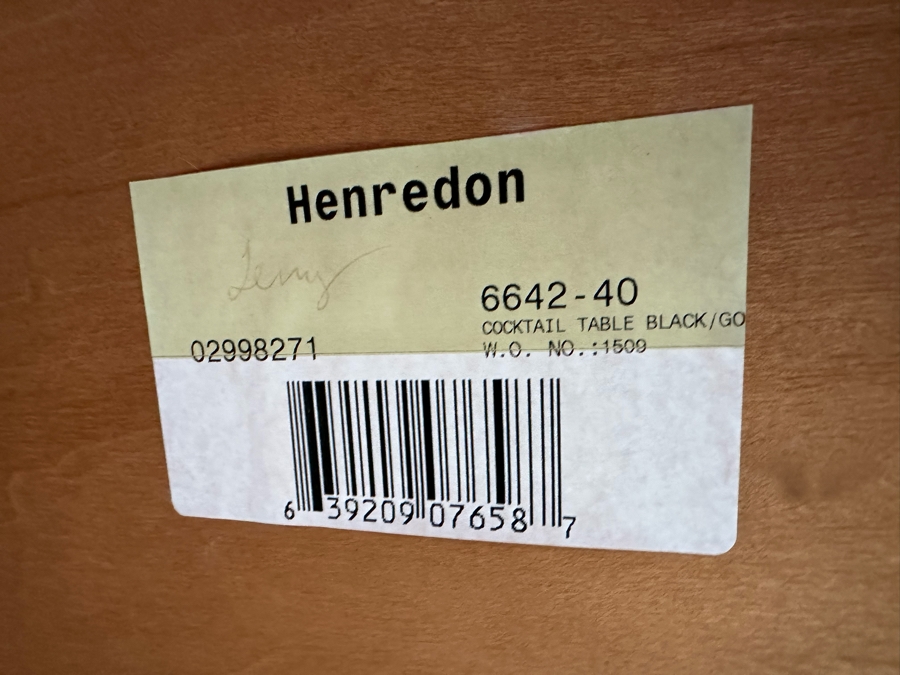 Henredon
6642-40
COCKTAIL TABLE BLACK/GO
02998271
W.O. NO.:1509
6 39209 07658 7